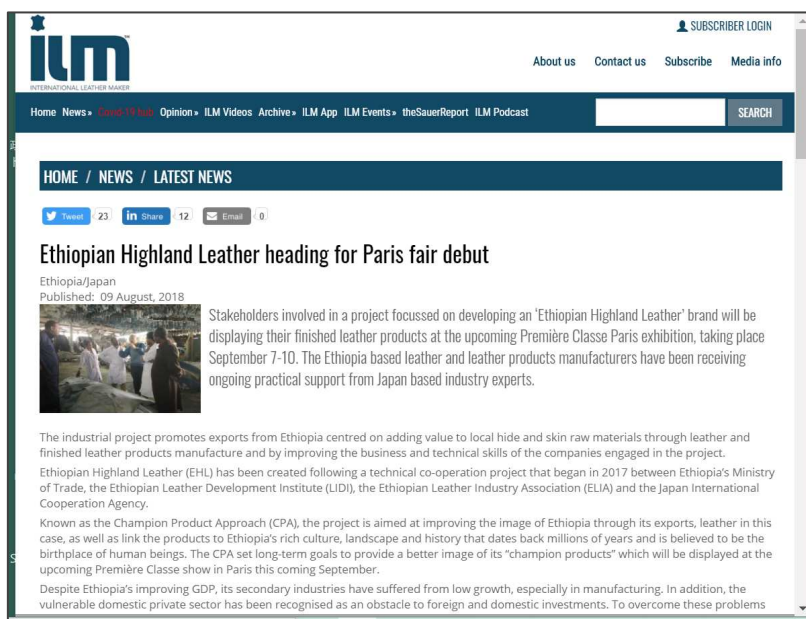 SUBSCRIBER LOGIN
ilm
INTERNATIONAL LEATHER MAKER
About us Contact us Subscribe Media info
Home News» Covid-19 hub Opinion» ILM Videos Archive» ILM App ILM Events» theSauerReport ILM Podcast SEARCH
HOME / NEWS / LATEST NEWS
Tweet 23 in Share 12 Email 0
Ethiopian Highland Leather heading for Paris fair debut
Ethiopia/Japan
Published: 09 August, 2018
Stakeholders involved in a project focussed on developing an ‘Ethiopian Highland Leather’ brand will be
displaying their finished leather products at the upcoming Première Classe Paris exhibition, taking place
September 7-10. The Ethiopia based leather and leather products manufacturers have been receiving
ongoing practical support from Japan based industry experts.
The industrial project promotes exports from Ethiopia centred on adding value to local hide and skin raw materials through leather and
finished leather products manufacture and by improving the business and technical skills of the companies engaged in the project.
Ethiopian Highland Leather (EHL) has been created following a technical co-operation project that began in 2017 between Ethiopia’s Ministry
of Trade, the Ethiopian Leather Development Institute (LIDI), the Ethiopian Leather Industry Association (ELIA) and the Japan International
Cooperation Agency.
Known as the Champion Product Approach (CPA), the project is aimed at improving the image of Ethiopia through its exports, leather in this
case, as well as link the products to Ethiopia’s rich culture, landscape and history that dates back millions of years and is believed to be the
birthplace of human beings. The CPA set long-term goals to provide a better image of its “champion products” which will be displayed at the
upcoming Première Classe show in Paris this coming September.
Despite Ethiopia’s improving GDP, its secondary industries have suffered from low growth, especially in manufacturing. In addition, the
vulnerable domestic private sector has been recognised as an obstacle to foreign and domestic investments. To overcome these problems